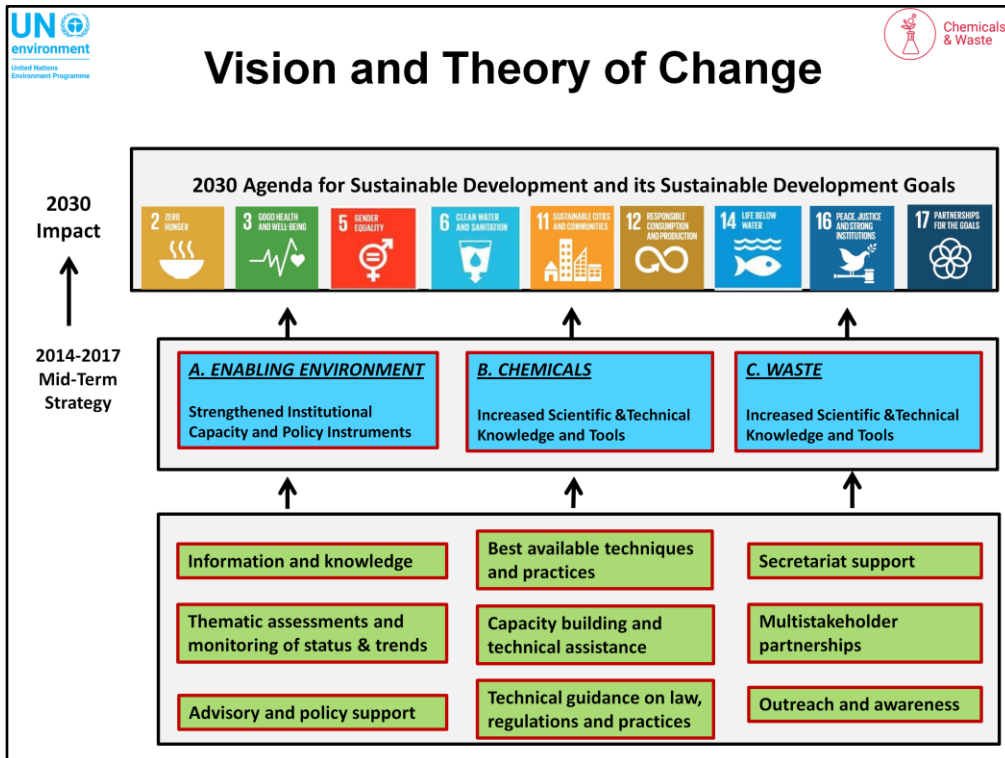 UN
environment
United Nations
Environment Programme
Chemicals
& Waste
Vision and Theory of Change
2030
Impact
2014-2017
Mid-Term
Strategy
2030 Agenda for Sustainable Development and its Sustainable Development Goals
2 ZERO
HUNGER
3 GOOD HEALTH
AND WELL-BEING
5 GENDER
EQUALITY
6 CLEAN WATER
AND SANITATION
11 SUSTAINABLE CITIES
AND COMMUNITIES
12 RESPONSIBLE
CONSUMPTION
AND PRODUCTION
14 LIFE BELOW
WATER
16 PEACE, JUSTICE
AND STRONG
INSTITUTIONS
17 PARTNERSHIPS
FOR THE GOALS
A. ENABLING ENVIRONMENT
Strengthened Institutional
Capacity and Policy Instruments
B. CHEMICALS
Increased Scientific &Technical
Knowledge and Tools
C. WASTE
Increased Scientific &Technical
Knowledge and Tools
Information and knowledge
Thematic assessments and
monitoring of status & trends
Advisory and policy support
Best available techniques
and practices
Capacity building and
technical assistance
Technical guidance on law,
regulations and practices
Secretariat support
Multistakeholder
partnerships
Outreach and awareness